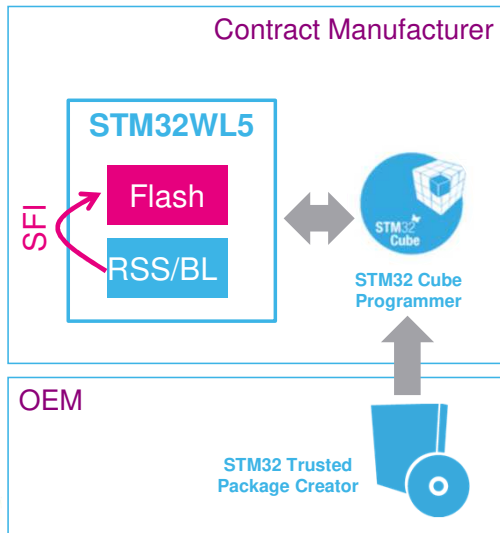 Contract Manufacturer
STM32WL5
Flash
SFI
RSS/BL
STM32
Cube
STM32 Cube
Programmer
OEM
STM32 Trusted
Package Creator